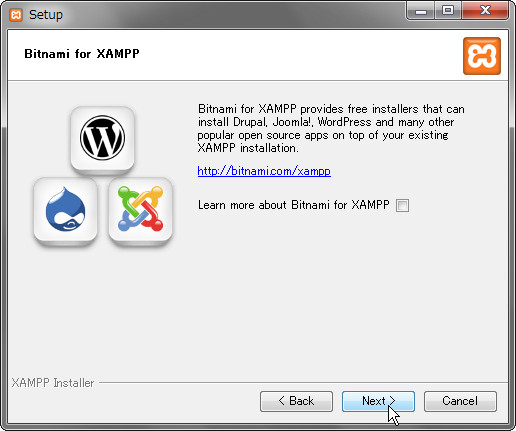 Setup
Bitnami for XAMPP
Bitnami for XAMPP provides free installers that can
install Drupal, Joomla!, WordPress and many other
popular open source apps on top of your existing
XAMPP installation.
http://bitnami.com/xampp
Learn more about Bitnami for XAMPP
XAMPP Installer
< Back
Next >
Cancel